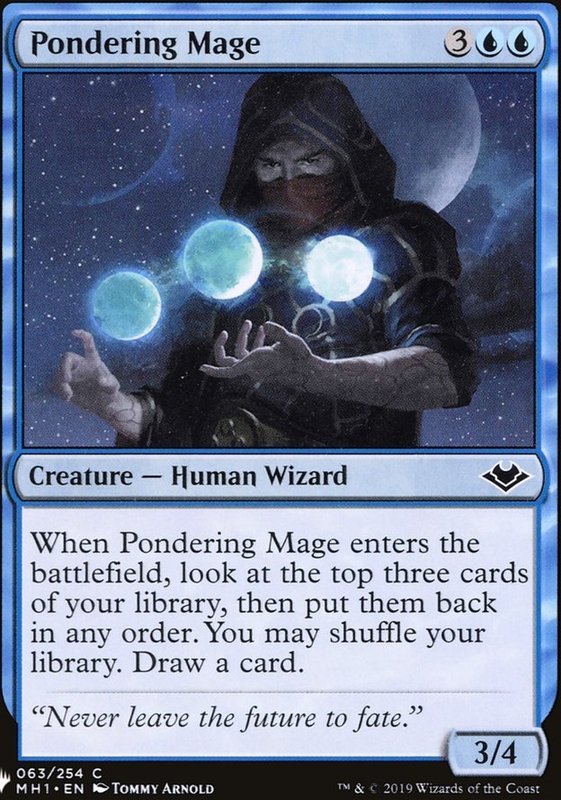 Pondering Mage 3
Creature — Human Wizard
When Pondering Mage enters the
battlefield, look at the top three cards
of your library, then put them back
in any order. You may shuffle your
library. Draw a card.
“Never leave the future to fate.”
3/4
063/254 C
MH1 • EN TOMMY ARNOLD
™ & © 2019 Wizards of the Coast